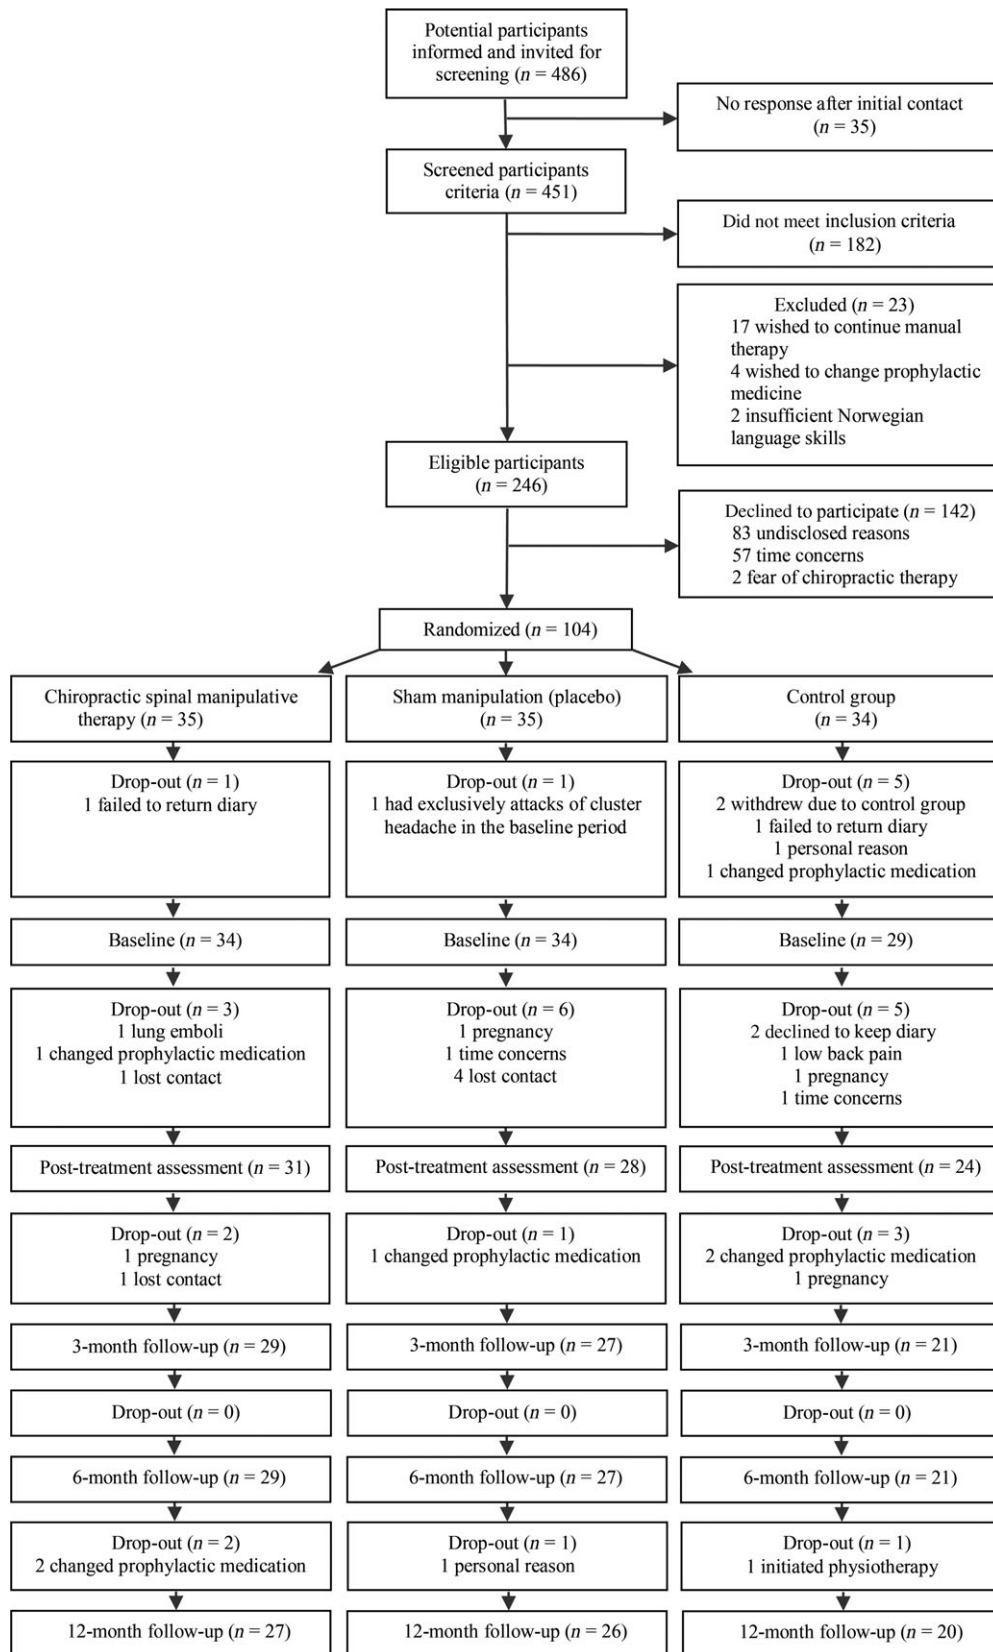 Potential participants
informed and invited for
screening (n = 486)
No response after initial contact
(n = 35)
Screened participants
criteria (n = 451)
Did not meet inclusion criteria
(n = 182)
Excluded (n = 23)
17 wished to continue manual
therapy
4 wished to change prophylactic
medicine
2 insufficient Norwegian
language skills
Eligible participants
(n = 246)
Declined to participate (n = 142)
83 undisclosed reasons
57 time concerns
2 fear of chiropractic therapy
Randomized (n = 104)
Chiropractic spinal manipulative
therapy (n = 35)
Sham manipulation (placebo)
(n = 35)
Control group
(n = 34)
Drop-out (n = 1)
1 failed to return diary
Drop-out (n = 1)
1 had exclusively attacks of cluster
headache in the baseline period
Drop-out (n = 5)
2 withdrew due to control group
1 failed to return diary
1 personal reason
1 changed prophylactic medication
Baseline (n = 34)
Baseline (n = 34)
Baseline (n = 29)
Drop-out (n = 3)
1 lung emboli
1 changed prophylactic medication
1 lost contact
Drop-out (n = 6)
1 pregnancy
1 time concerns
4 lost contact
Drop-out (n = 5)
2 declined to keep diary
1 low back pain
1 pregnancy
1 time concerns
Post-treatment assessment (n = 31)
Post-treatment assessment (n = 28)
Post-treatment assessment (n = 24)
Drop-out (n = 2)
1 pregnancy
1 lost contact
Drop-out (n = 1)
1 changed prophylactic medication
Drop-out (n = 3)
2 changed prophylactic medication
1 pregnancy
3-month follow-up (n = 29)
3-month follow-up (n = 27)
3-month follow-up (n = 21)
Drop-out (n = 0)
Drop-out (n = 0)
Drop-out (n = 0)
6-month follow-up (n = 29)
6-month follow-up (n = 27)
6-month follow-up (n = 21)
Drop-out (n = 2)
2 changed prophylactic medication
Drop-out (n = 1)
1 personal reason
Drop-out (n = 1)
1 initiated physiotherapy
12-month follow-up (n = 27)
12-month follow-up (n = 26)
12-month follow-up (n = 20)